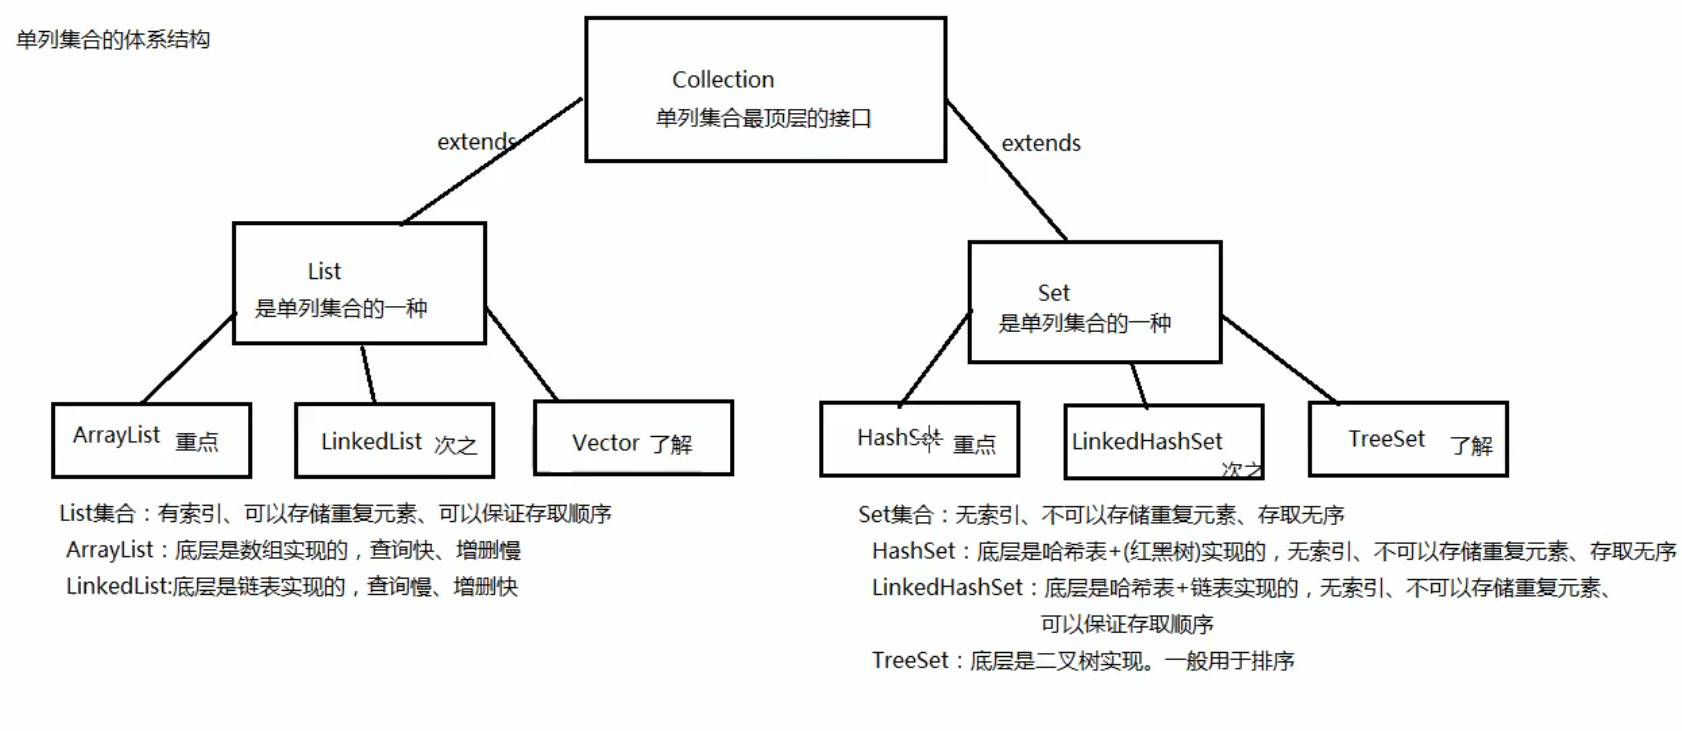 单列集合的体系结构
Collection
单列集合最顶层的接口
extends
extends
List
是单列集合的一种
Set
是单列集合的一种
ArrayList 重点
LinkedList 次之
Vector 了解
HashSet 重点
LinkedHashSet
次之
TreeSet 了解
List集合：有索引、可以存储重复元素、可以保证存取顺序
ArrayList：底层是数组实现的，查询快、增删慢
LinkedList:底层是链表实现的，查询慢、增删快
Set集合：无索引、不可以存储重复元素、存取无序
HashSet：底层是哈希表+(红黑树)实现的，无索引、不可以存储重复元素、存取无序
LinkedHashSet：底层是哈希表+链表实现的，无索引、不可以存储重复元素、
可以保证存取顺序
TreeSet：底层是二叉树实现。一般用于排序